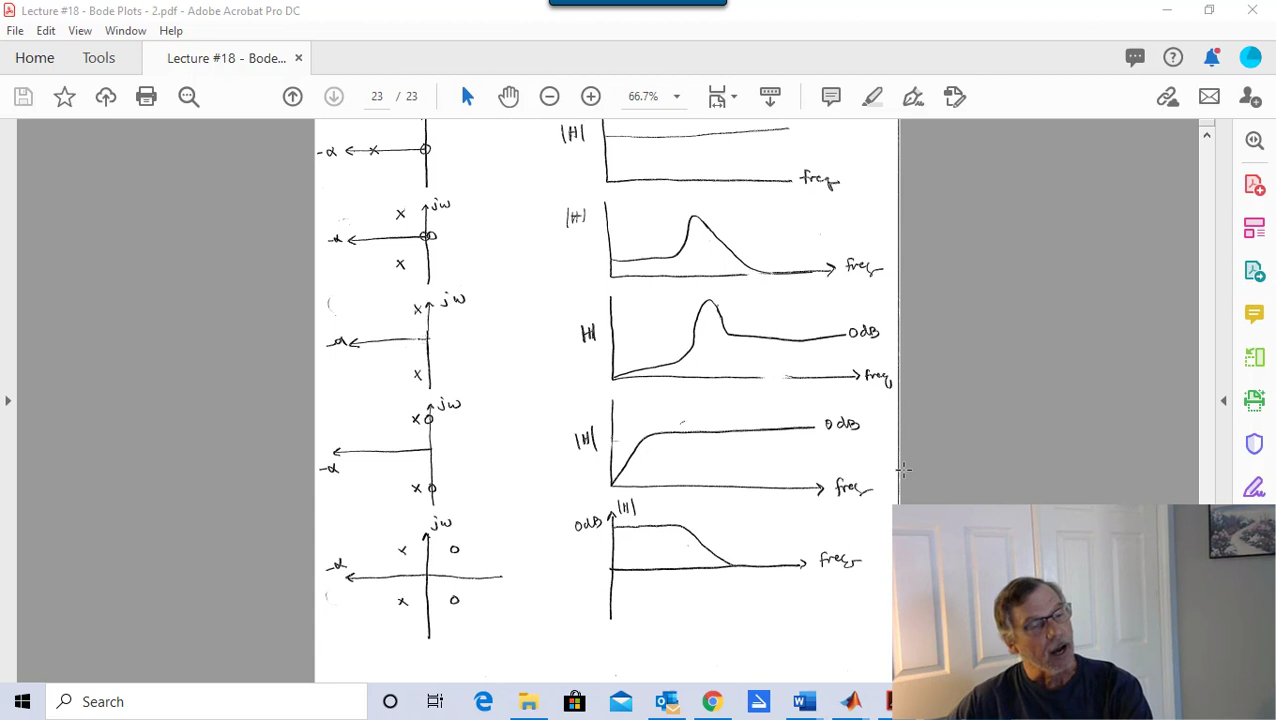 Lecture #18 - Bode Plots - 2.pdf - Adobe Acrobat Pro DC
File Edit View Window Help
Home Tools Lecture #18 - Bode... ×
23 / 23 66.7%
-α |H| freq
jω
-α |H| freq
jω
-α |H| 0dB
freq
jω
-α |H| 0dB
freq
jω
0dB |H|
-α freq
Search